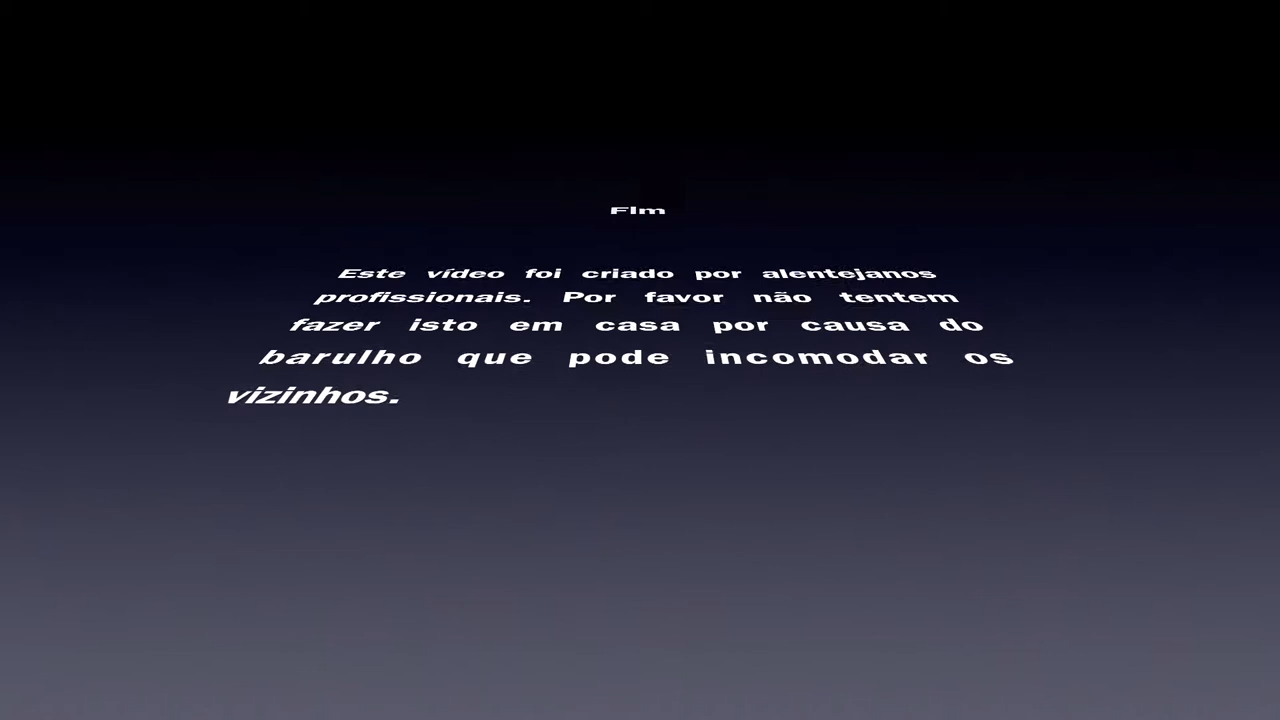 Fim
Este vídeo foi criado por alentejanos
profissionais. Por favor não tentem
fazer isto em casa por causa do
barulho que pode incomodar os
vizinhos.